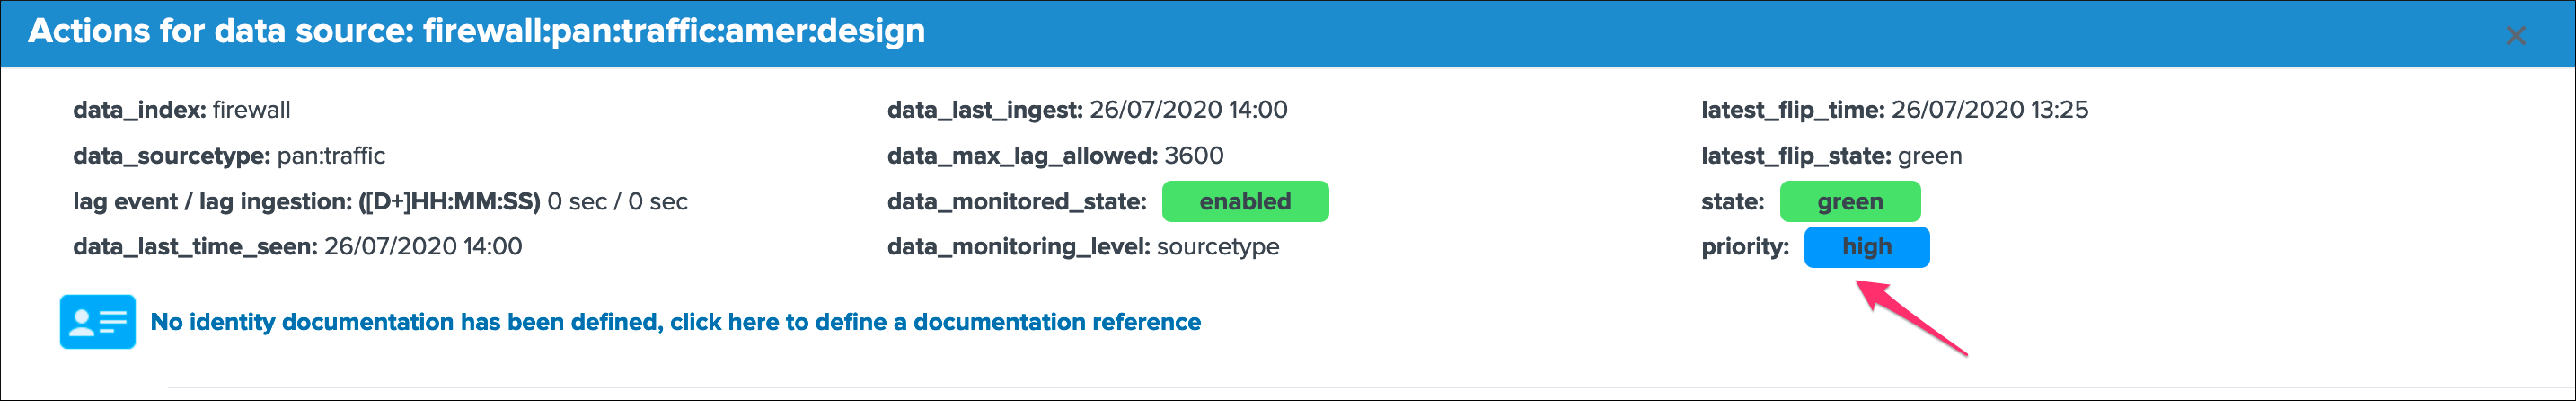 Actions for data source: firewall:pan:traffic:amer:design
data_index: firewall
data_sourcetype: pan:traffic
lag event / lag ingestion: ([D+]HH:MM:SS) 0 sec / 0 sec
data_last_time_seen: 26/07/2020 14:00
data_last_ingest: 26/07/2020 14:00
data_max_lag_allowed: 3600
data_monitored_state: enabled
data_monitoring_level: sourcetype
latest_flip_time: 26/07/2020 13:25
latest_flip_state: green
state: green
priority: high
No identity documentation has been defined, click here to define a documentation reference